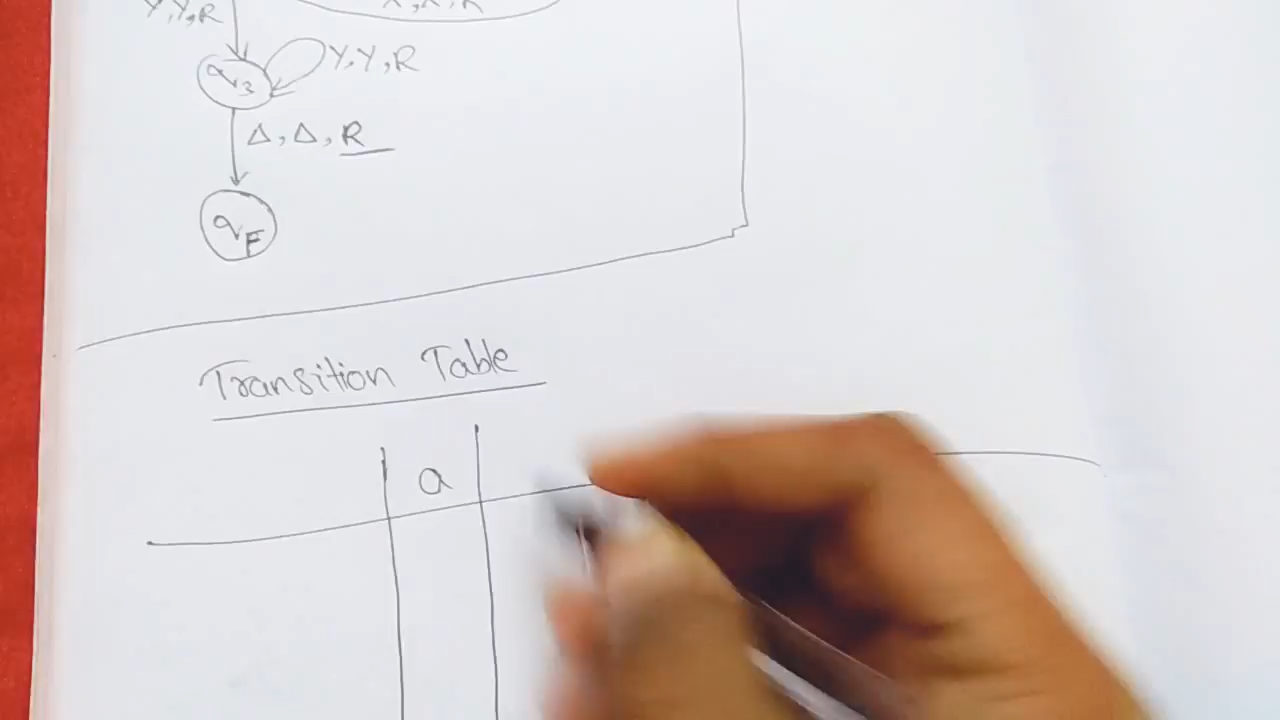 Y,Y,R
q3 Y,Y,R
Δ,Δ,R
qF
Transition Table
a